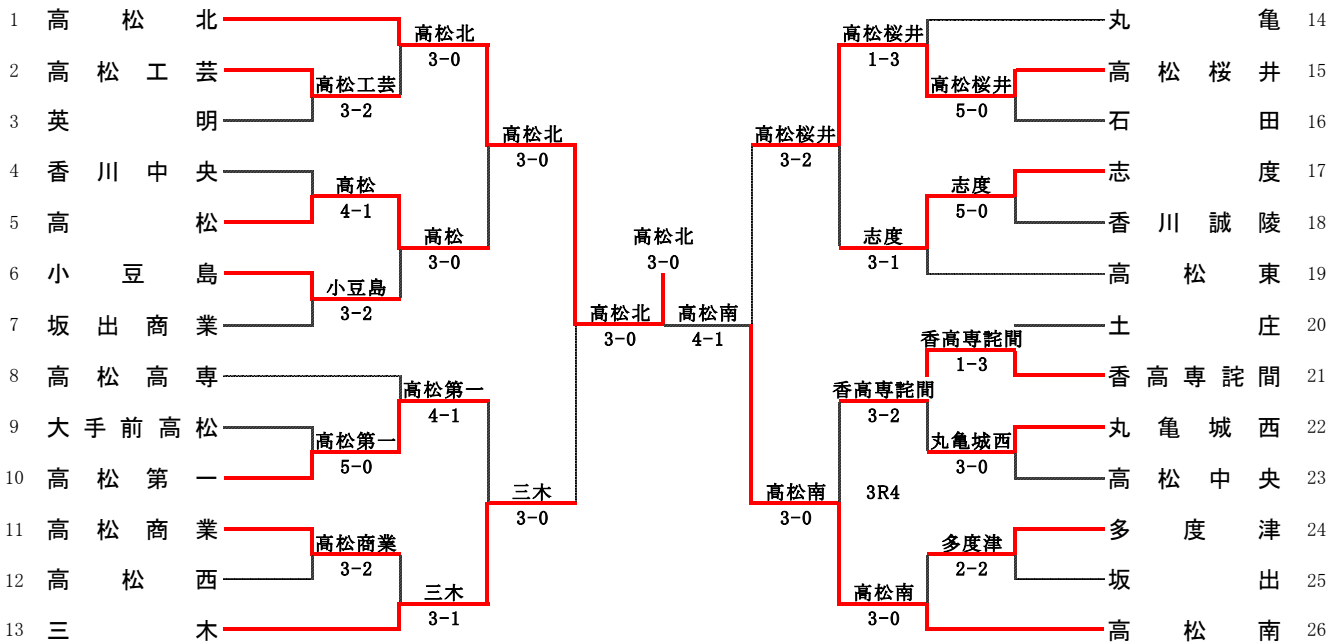 1 高松北
2 高松工芸
3 英明
4 香川中央
5 高松
6 小豆島
7 坂出商業
8 高松高専
9 大手前高松
10 高松第一
11 高松商業
12 高松西
13 三木
高松工芸
3-2
高松
4-1
小豆島
3-2
高松第一
5-0
高松商業
3-2
高松北
3-0
高松
3-0
高松第一
4-1
三木
3-1
高松北
3-0
三木
3-0
高松北
3-0
高松北
3-0
高松南
4-1
高松桜井
3-2
高松南
3-0
高松桜井
1-3
志度
3-1
香高専詫間
3-2
3R4
高松南
3-0
高松桜井
5-0
志度
5-0
香高専詫間
1-3
丸亀城西
3-0
多度津
2-2
丸亀 14
高松桜井 15
石田 16
志度 17
香川誠陵 18
高松東 19
土庄 20
香高専詫間 21
丸亀城西 22
高松中央 23
多度津 24
坂出 25
高松南 26